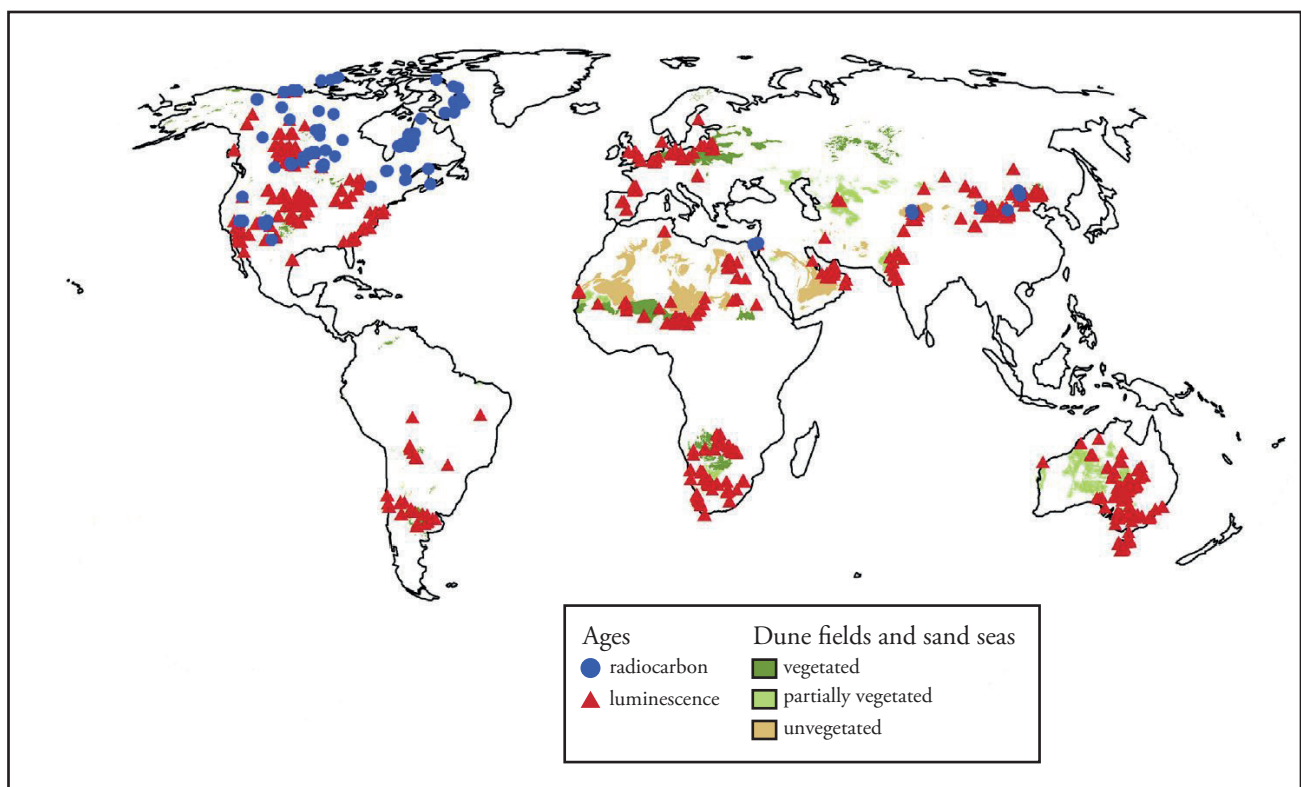 Ages
radiocarbon
luminescence
Dune fields and sand seas
vegetated
partially vegetated
unvegetated